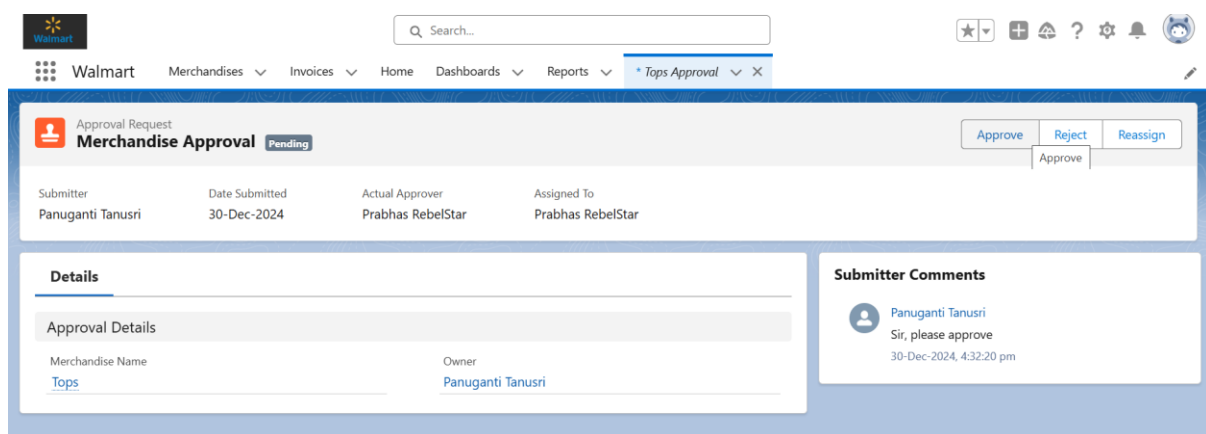 Walmart
Search...
Walmart Merchandises Invoices Home Dashboards Reports * Tops Approval
Approval Request
Merchandise Approval Pending
Approve Reject Reassign
Approve
Submitter Date Submitted Actual Approver Assigned To
Panuganti Tanusri 30-Dec-2024 Prabhas RebelStar Prabhas RebelStar
Details
Approval Details
Merchandise Name Owner
Tops Panuganti Tanusri
Submitter Comments
Panuganti Tanusri
Sir, please approve
30-Dec-2024, 4:32:20 pm